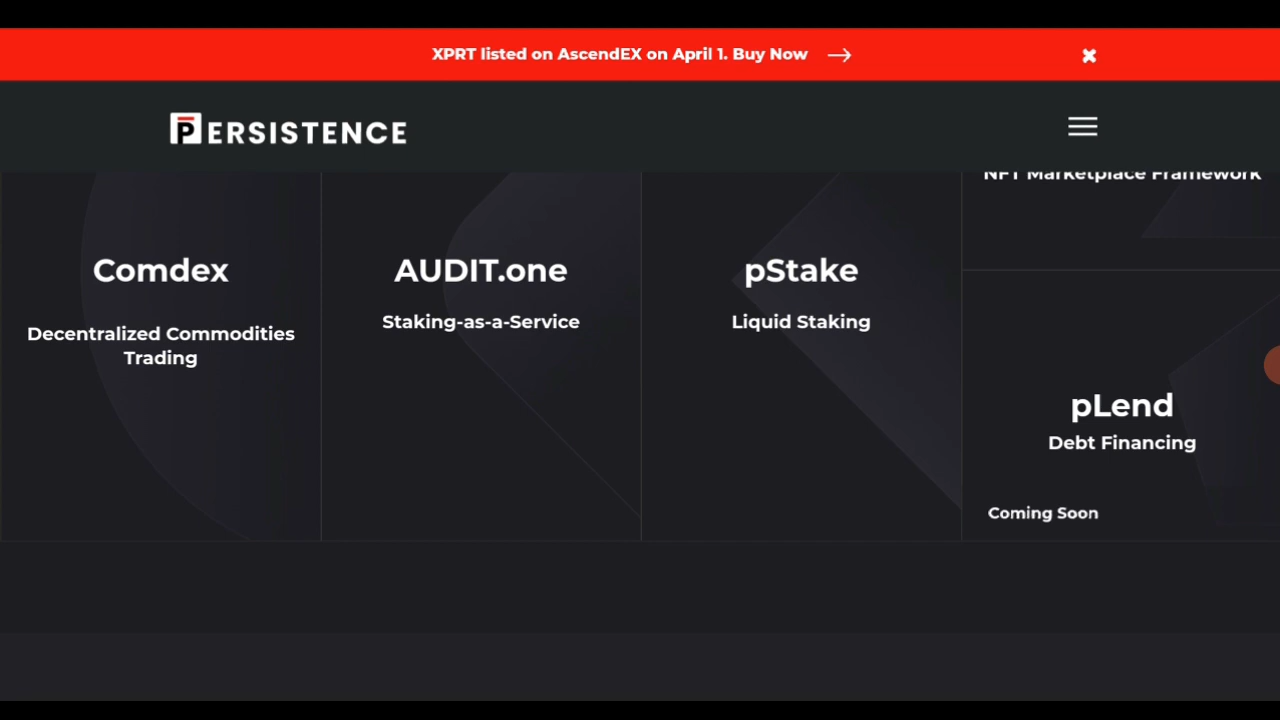 XPRT listed on AscendEX on April 1. Buy Now
PERSISTENCE
NFT Marketplace Framework
Comdex
Decentralized Commodities
Trading
AUDIT.one
Staking-as-a-Service
pStake
Liquid Staking
pLend
Debt Financing
Coming Soon